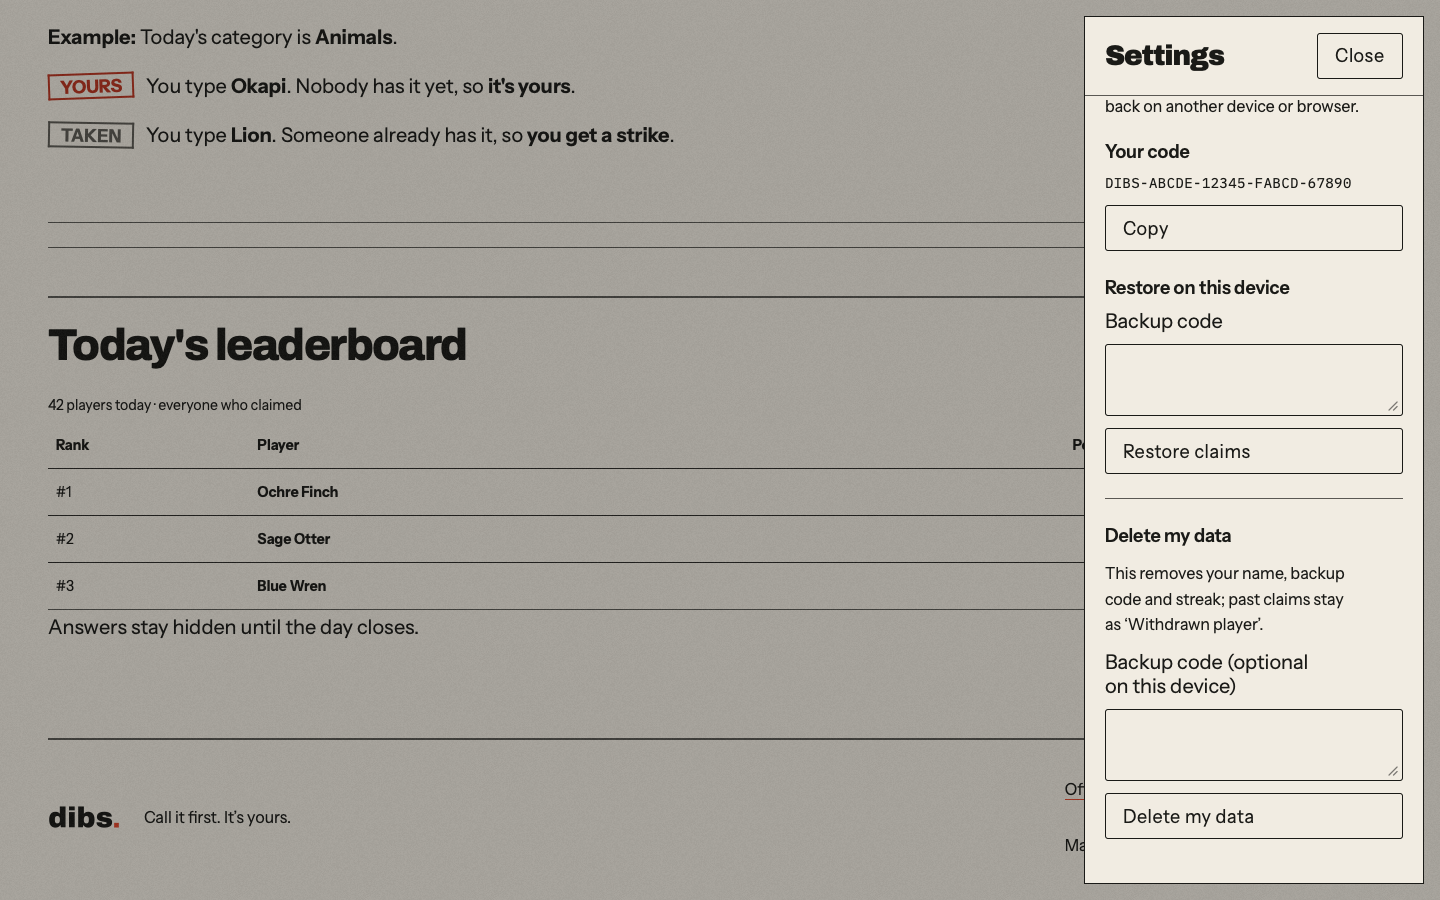 Example: Today's category is Animals.
YOURS You type Okapi. Nobody has it yet, so it's yours.
TAKEN You type Lion. Someone already has it, so you get a strike.
Today's leaderboard
42 players today · everyone who claimed
Rank Player
#1 Ochre Finch
#2 Sage Otter
#3 Blue Wren
Answers stay hidden until the day closes.
dibs. Call it first. It’s yours.
Settings Close
back on another device or browser.
Your code
DIBS-ABCDE-12345-FABCD-67890
Copy
Restore on this device
Backup code
Restore claims
Delete my data
This removes your name, backup
code and streak; past claims stay
as ‘Withdrawn player’.
Backup code (optional
on this device)
Delete my data